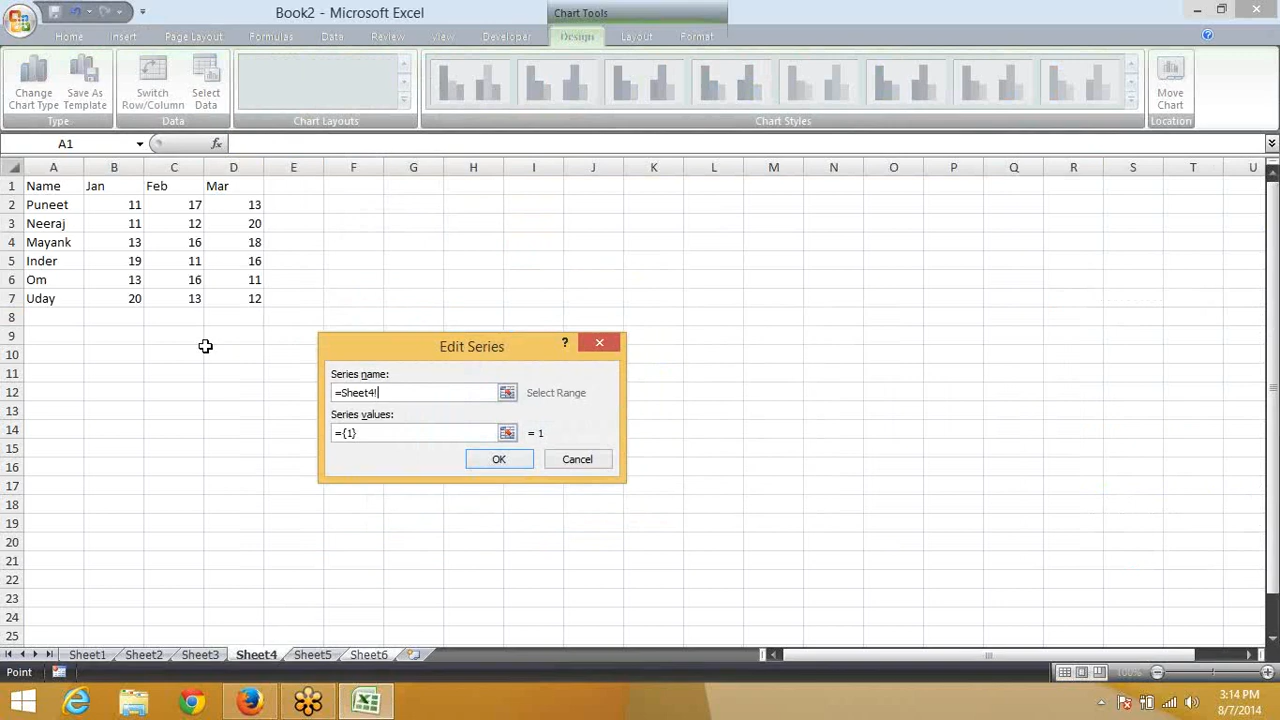 Book2 - Microsoft Excel
Chart Tools
Home Insert Page Layout Formulas Data Review View Developer Design Layout Format
Change Chart Type
Save As Template
Switch Row/Column
Select Data
Move Chart
Type Data Chart Layouts Chart Styles Location
A1 fx
A B C D E F G H I J K L M N O P Q R S T U
1 Name Jan Feb Mar
2 Puneet 11 17 13
3 Neeraj 11 12 20
4 Mayank 13 16 18
5 Inder 19 11 16
6 Om 13 16 11
7 Uday 20 13 12
8
9
10
11
12
13
14
15
16
17
18
19
20
21
22
23
24
25
Edit Series ?
Series name:
=Sheet4! Select Range
Series values:
={1} = 1
OK Cancel
Sheet1 Sheet2 Sheet3 Sheet4 Sheet5 Sheet6
Point 100%
3:14 PM
8/7/2014